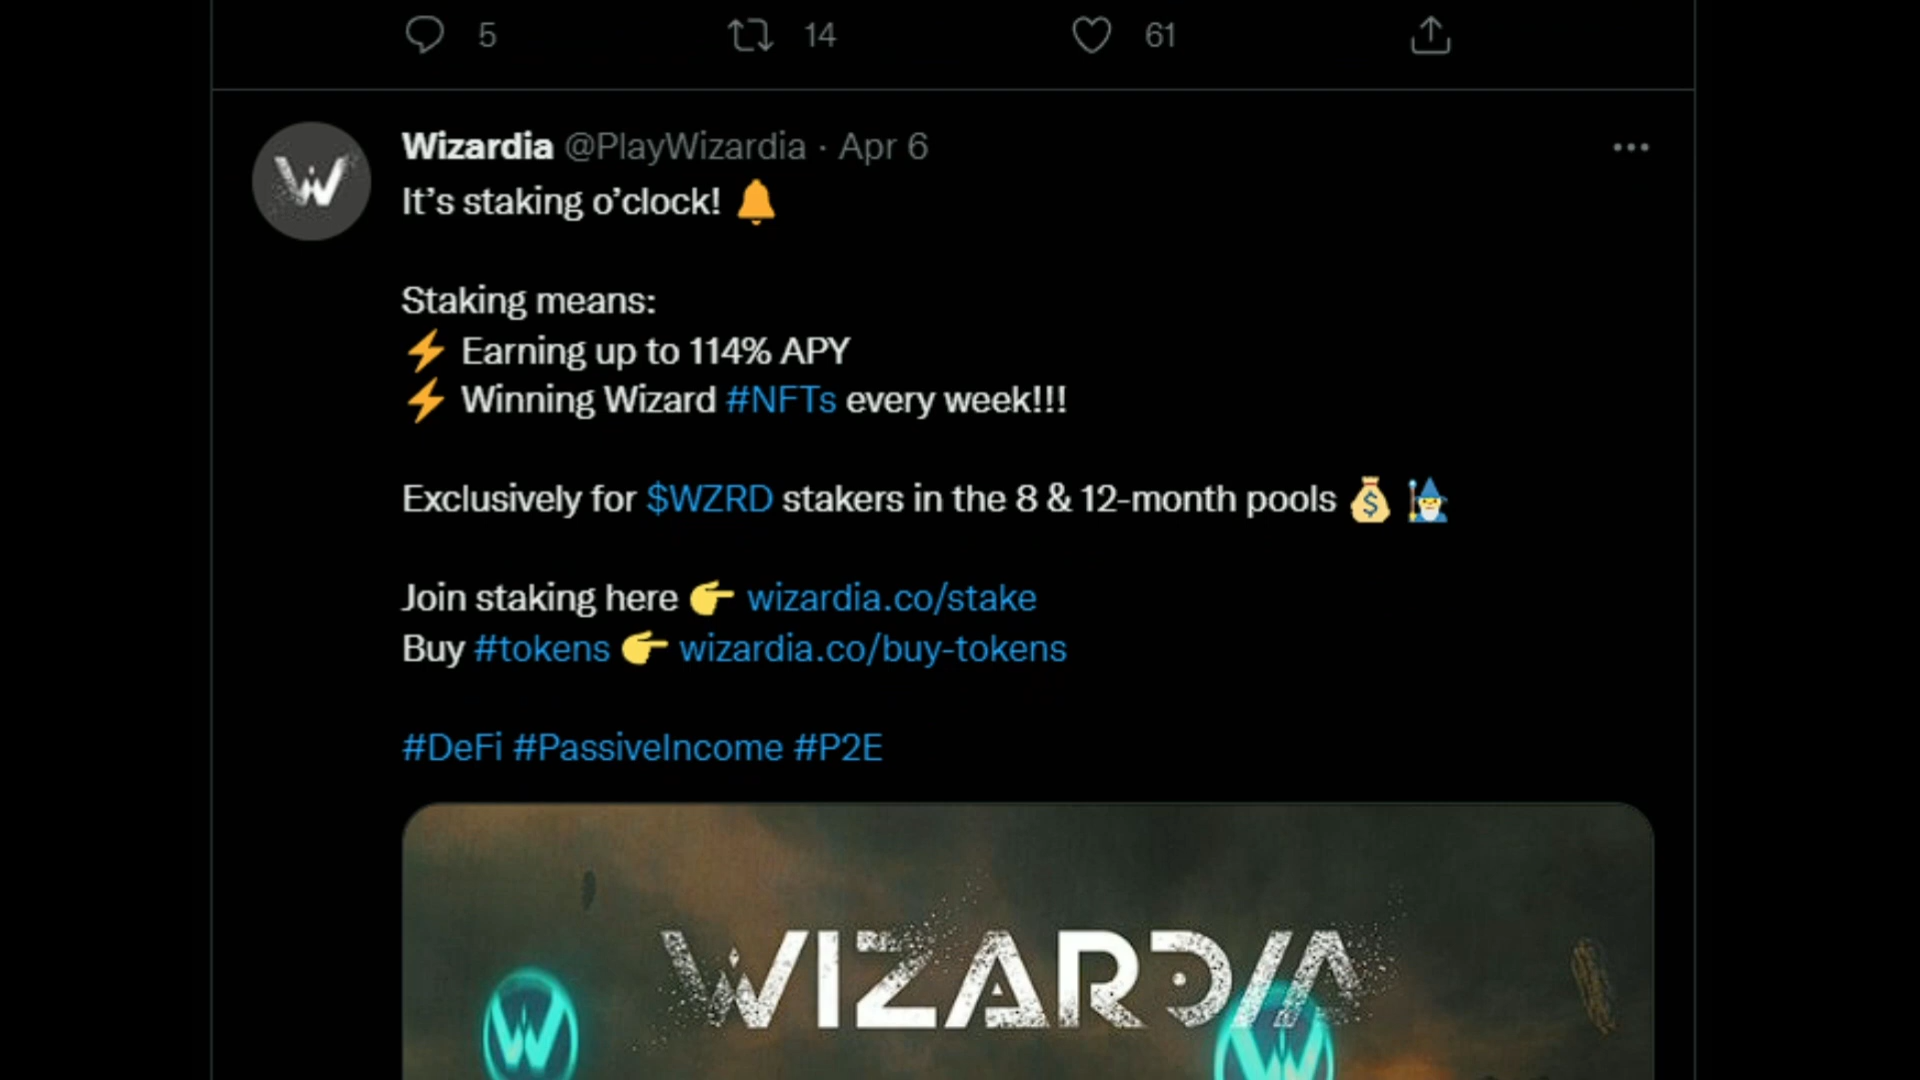 5 14 61
Wizardia @PlayWizardia · Apr 6
It’s staking o’clock! 🔔
Staking means:
⚡ Earning up to 114% APY
⚡ Winning Wizard #NFTs every week!!!
Exclusively for $WZRD stakers in the 8 & 12-month pools 💰 🧙‍♂️
Join staking here 👉 wizardia.co/stake
Buy #tokens 👉 wizardia.co/buy-tokens
#DeFi #PassiveIncome #P2E
WIZARDIA